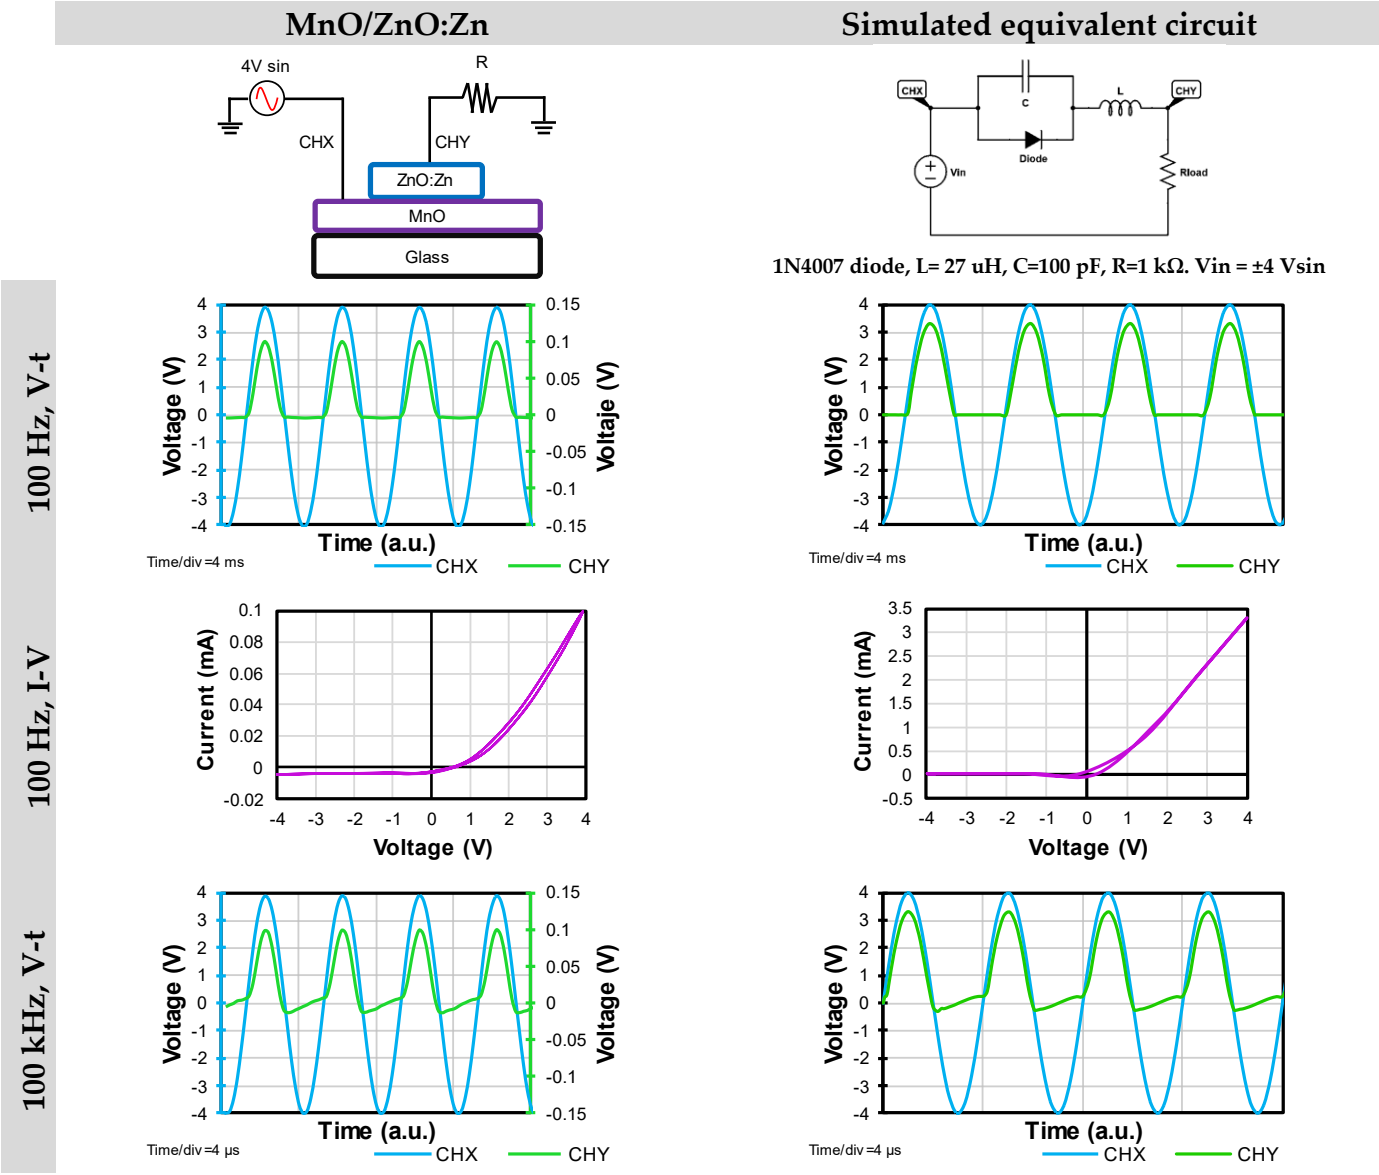 MnO/ZnO:Zn
Simulated equivalent circuit
4V sin
R
CHX
CHY
ZnO:Zn
MnO
Glass
CHX
C
L
CHY
Diode
Vin
Rload
1N4007 diode, L= 27 uH, C=100 pF, R=1 kΩ. Vin = ±4 Vsin
100 Hz, V-t
Voltage (V)
4
3
2
1
0
-1
-2
-3
-4
0.15
0.1
0.05
0
-0.05
-0.1
-0.15
Voltaje (V)
Time (a.u.)
Time/div=4 ms
CHX
CHY
Voltage (V)
4
3
2
1
0
-1
-2
-3
-4
Time (a.u.)
Time/div=4 ms
CHX
CHY
100 Hz, I-V
Current (mA)
0.1
0.08
0.06
0.04
0.02
0
-0.02
-4 -3 -2 -1 0 1 2 3 4
Voltage (V)
Current (mA)
3.5
3
2.5
2
1.5
1
0.5
0
-0.5
-4 -3 -2 -1 0 1 2 3 4
Voltage (V)
100 kHz, V-t
Voltage (V)
4
3
2
1
0
-1
-2
-3
-4
0.15
0.1
0.05
0
-0.05
-0.1
-0.15
Voltage (V)
Time (a.u.)
Time/div=4 µs
CHX
CHY
Voltage (V)
4
3
2
1
0
-1
-2
-3
-4
Time (a.u.)
Time/div=4 µs
CHX
CHY